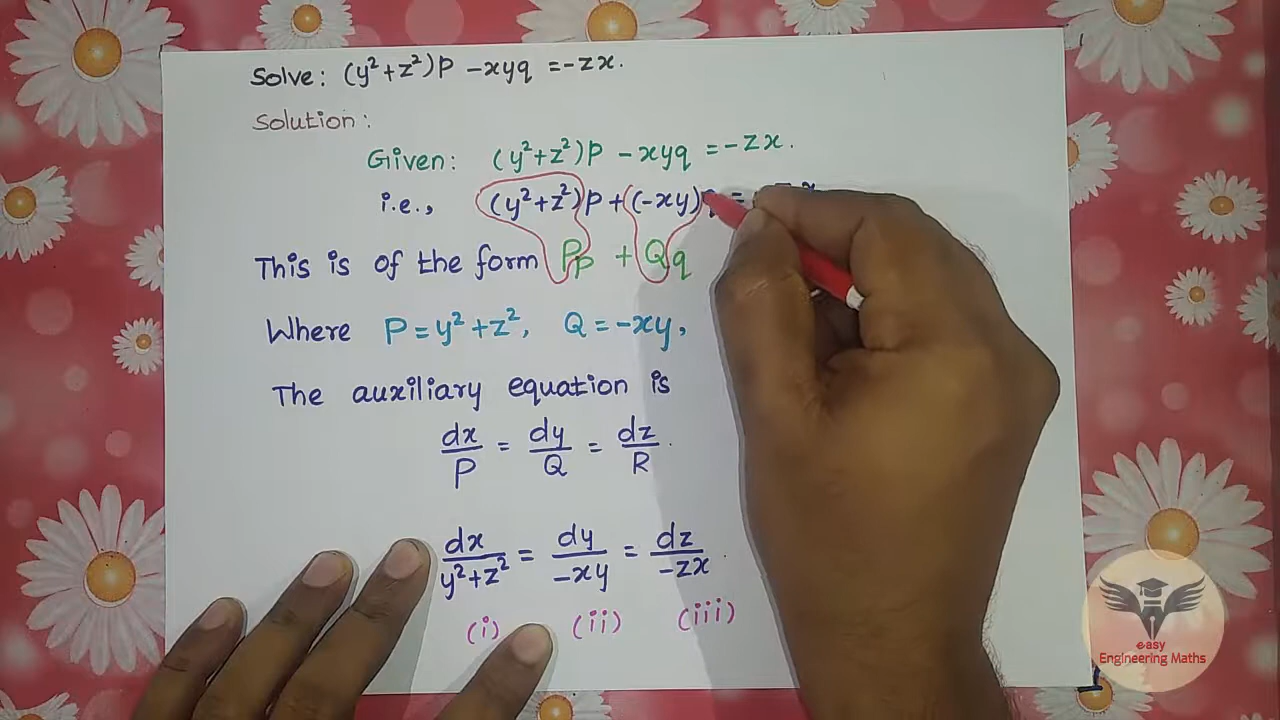 Solve: (y²+z²)p -xyq =-zx.
Solution:
Given: (y²+z²)p -xyq =-zx.
i.e., (y²+z²)p +(-xy)
This is of the form Pp + Qq
Where P=y²+z², Q=-xy,
The auxiliary equation is
dx/P = dy/Q = dz/R.
dx/y²+z² = dy/-xy = dz/-zx.
(i) (ii) (iii)
easy
Engineering Maths